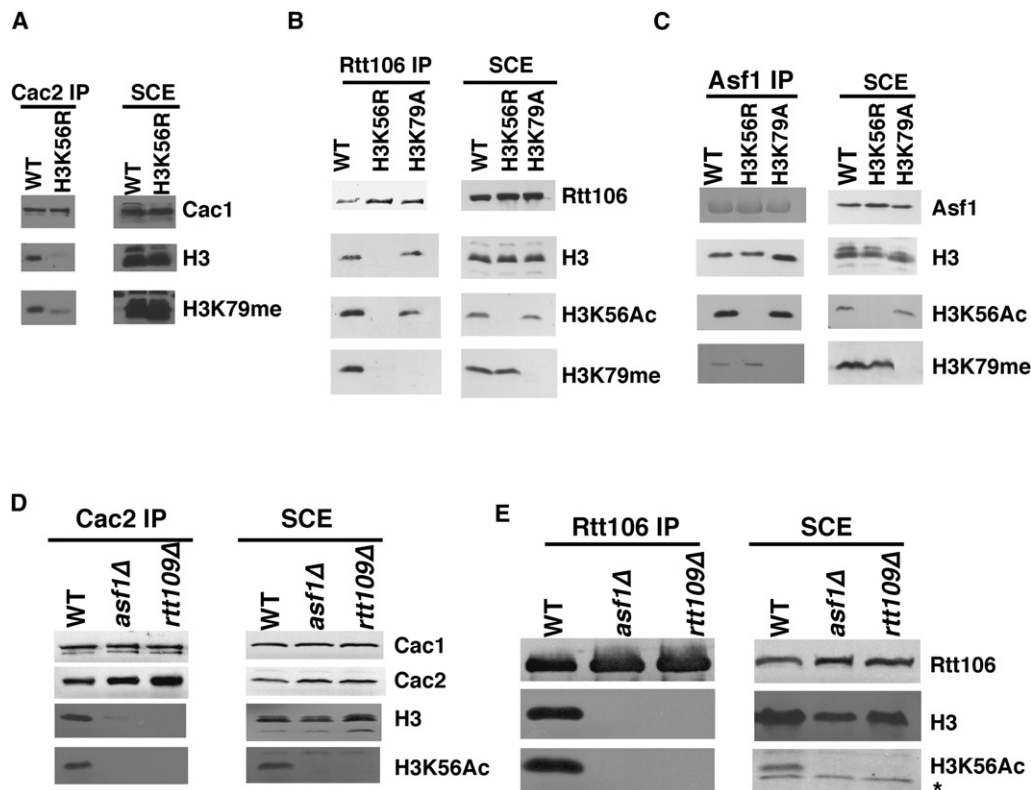 A
Cac2 IP
SCE
WT
H3K56R
WT
H3K56R
Cac1
H3
H3K79me
B
Rtt106 IP
SCE
WT
H3K56R
H3K79A
WT
H3K56R
H3K79A
Rtt106
H3
H3K56Ac
H3K79me
C
Asf1 IP
SCE
WT
H3K56R
H3K79A
WT
H3K56R
H3K79A
Asf1
H3
H3K56Ac
H3K79me
D
Cac2 IP
SCE
WT
asf1Δ
rtt109Δ
WT
asf1Δ
rtt109Δ
Cac1
Cac2
H3
H3K56Ac
E
Rtt106 IP
SCE
WT
asf1Δ
rtt109Δ
WT
asf1Δ
rtt109Δ
Rtt106
H3
H3K56Ac
*